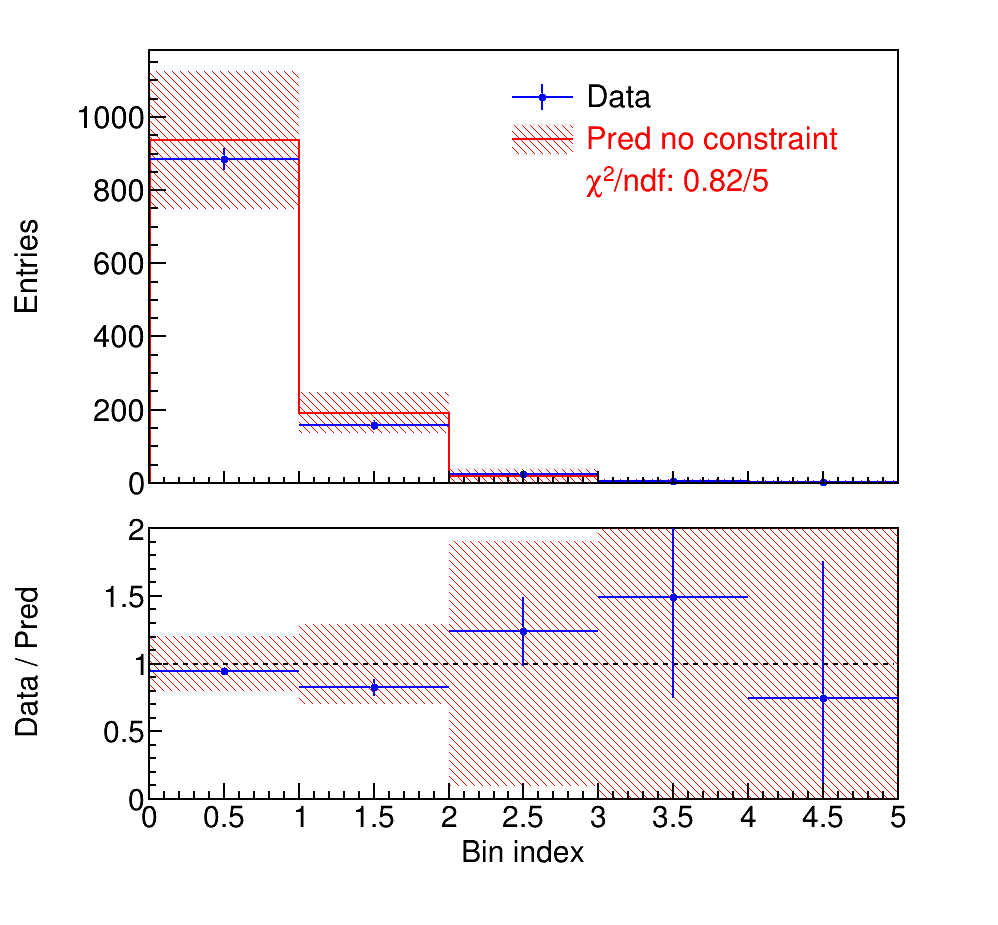 Entries
1000
800
600
400
200
0
Data
Pred no constraint
χ²/ndf: 0.82/5
Data / Pred
2
1.5
1
0.5
0
0 0.5 1 1.5 2 2.5 3 3.5 4 4.5 5
Bin index